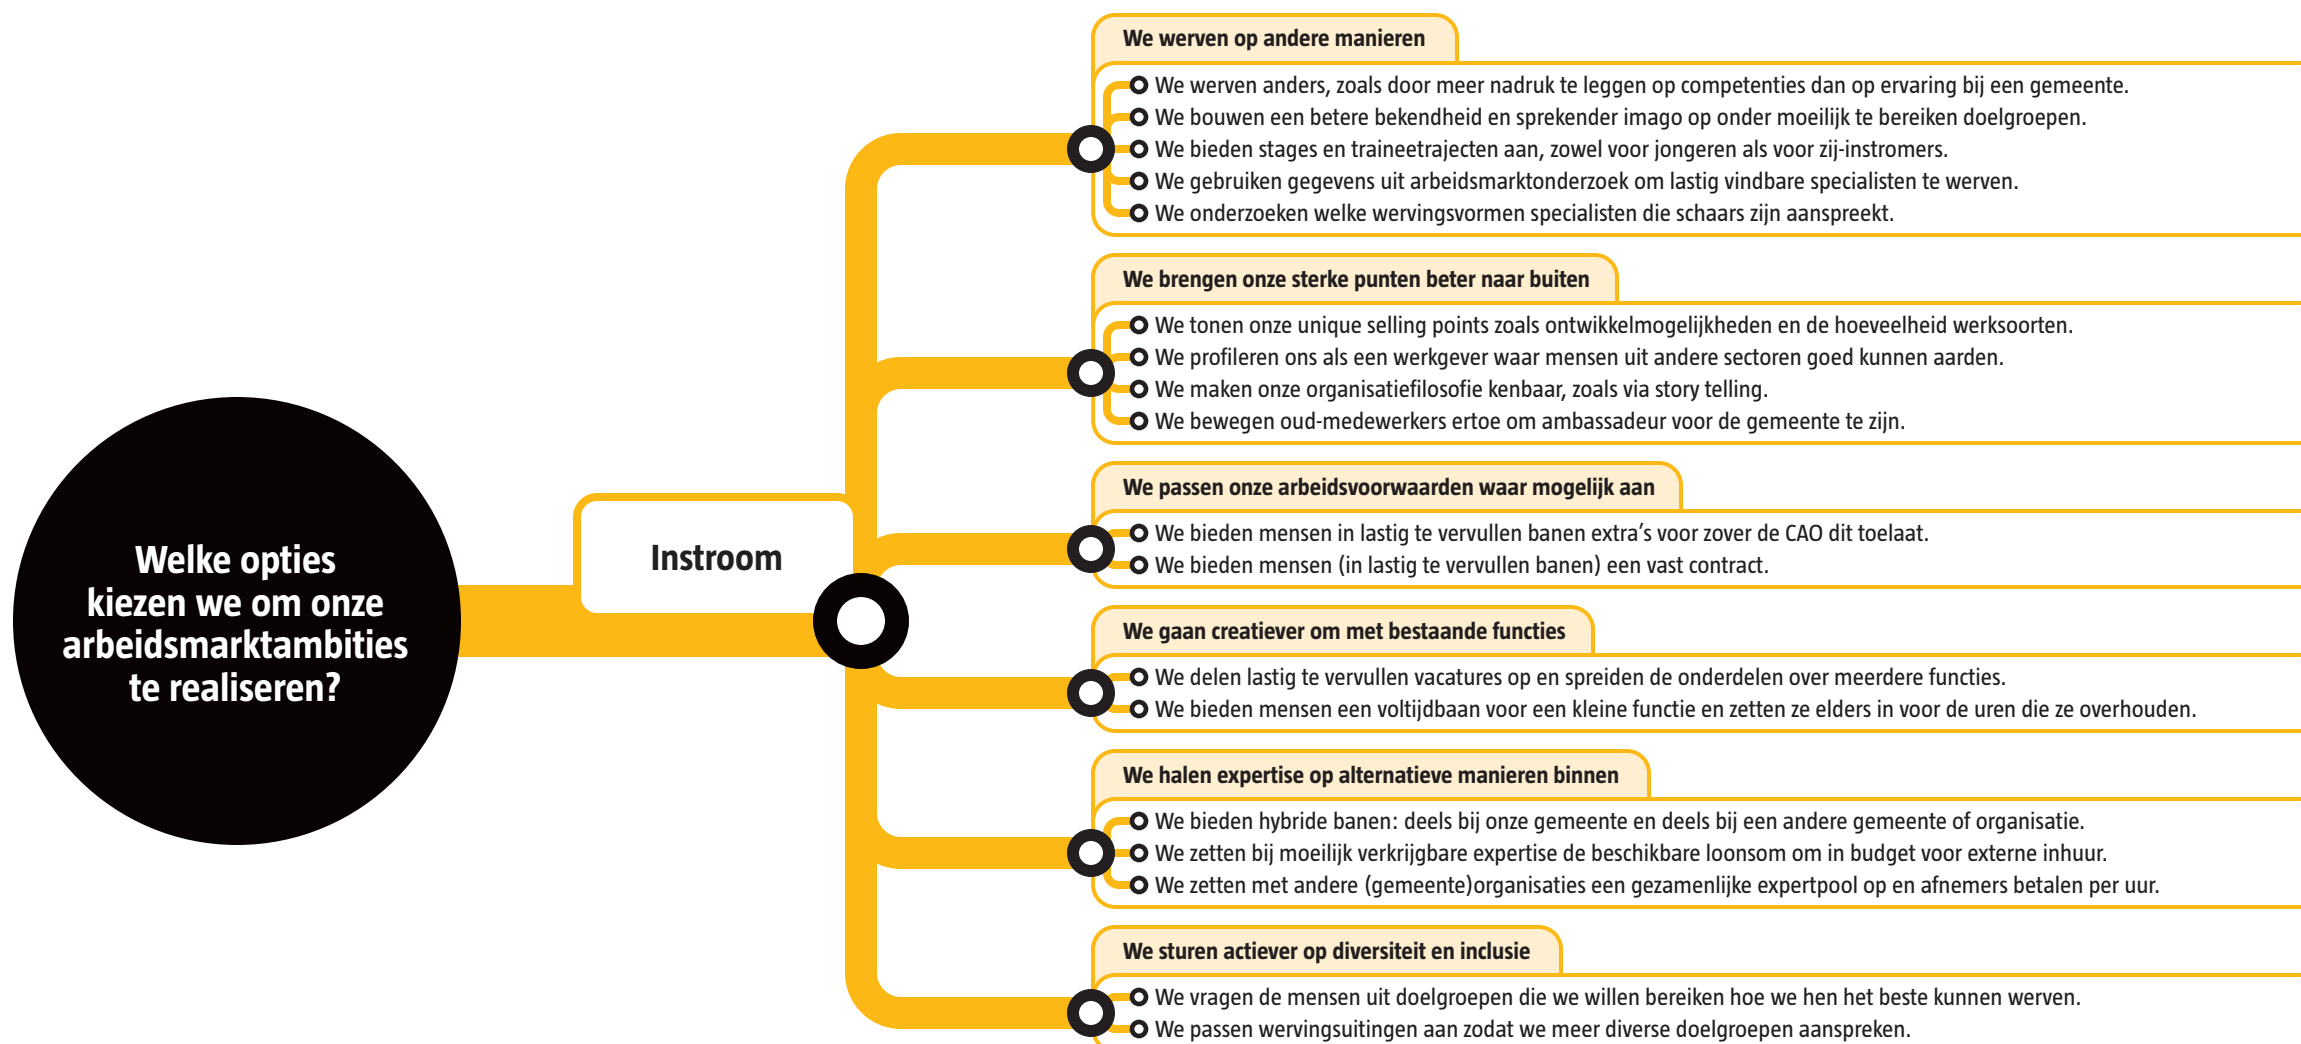 Welke opties
kiezen we om onze
arbeidsmarktambities
te realiseren?
Instroom
We werven op andere manieren
We werven anders, zoals door meer nadruk te leggen op competenties dan op ervaring bij een gemeente.
We bouwen een betere bekendheid en sprekender imago op onder moeilijk te bereiken doelgroepen.
We bieden stages en traineetrajecten aan, zowel voor jongeren als voor zij-instromers.
We gebruiken gegevens uit arbeidsmarktonderzoek om lastig vindbare specialisten te werven.
We onderzoeken welke wervingsvormen specialisten die schaars zijn aanspreekt.
We brengen onze sterke punten beter naar buiten
We tonen onze unique selling points zoals ontwikkelmogelijkheden en de hoeveelheid werksoorten.
We profileren ons als een werkgever waar mensen uit andere sectoren goed kunnen aarden.
We maken onze organisatiefilosofie kenbaar, zoals via story telling.
We bewegen oud-medewerkers ertoe om ambassadeur voor de gemeente te zijn.
We passen onze arbeidsvoorwaarden waar mogelijk aan
We bieden mensen in lastig te vervullen banen extra’s voor zover de CAO dit toelaat.
We bieden mensen (in lastig te vervullen banen) een vast contract.
We gaan creatiever om met bestaande functies
We delen lastig te vervullen vacatures op en spreiden de onderdelen over meerdere functies.
We bieden mensen een voltijdbaan voor een kleine functie en zetten ze elders in voor de uren die ze overhouden.
We halen expertise op alternatieve manieren binnen
We bieden hybride banen: deels bij onze gemeente en deels bij een andere gemeente of organisatie.
We zetten bij moeilijk verkrijgbare expertise de beschikbare loonsom om in budget voor externe inhuur.
We zetten met andere (gemeente)organisaties een gezamenlijke expertpool op en afnemers betalen per uur.
We sturen actiever op diversiteit en inclusie
We vragen de mensen uit doelgroepen die we willen bereiken hoe we hen het beste kunnen werven.
We passen wervingsuitingen aan zodat we meer diverse doelgroepen aanspreken.